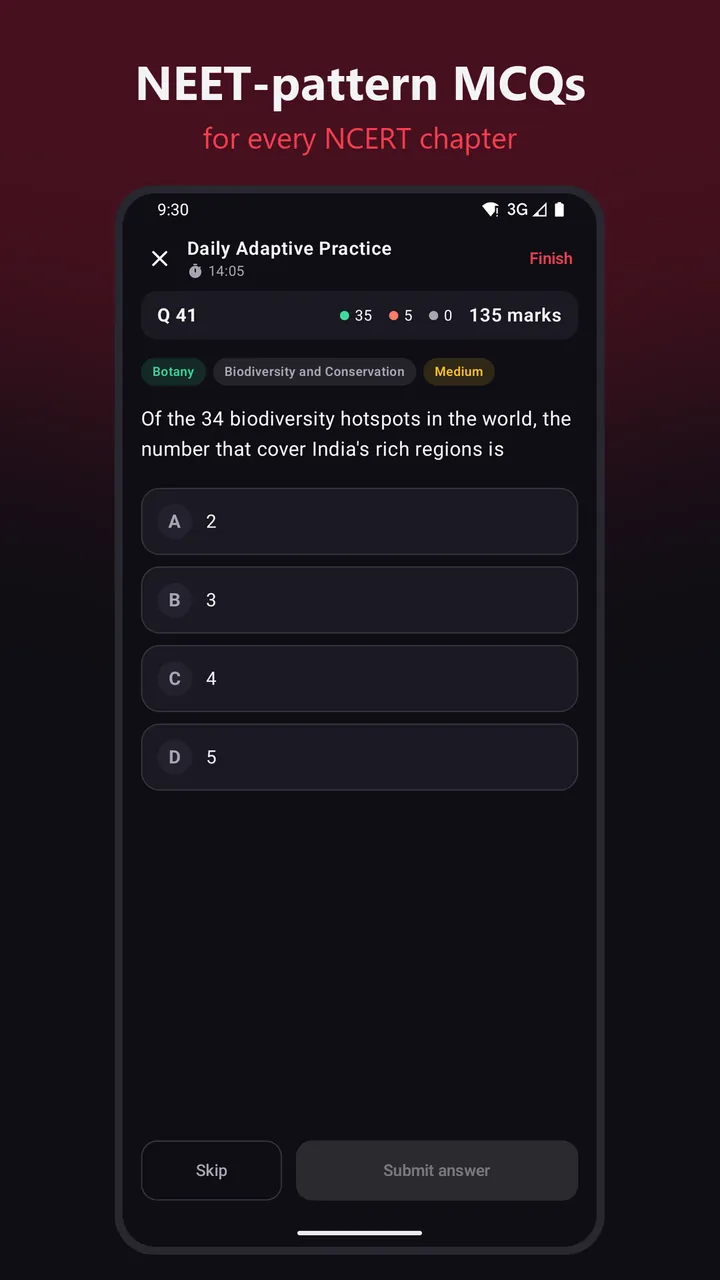 NEET-pattern MCQs
for every NCERT chapter
9:30
3G
Daily Adaptive Practice
14:05
Finish
Q 41
35
5
0
135 marks
Botany
Biodiversity and Conservation
Medium
Of the 34 biodiversity hotspots in the world, the
number that cover India's rich regions is
A 2
B 3
C 4
D 5
Skip
Submit answer